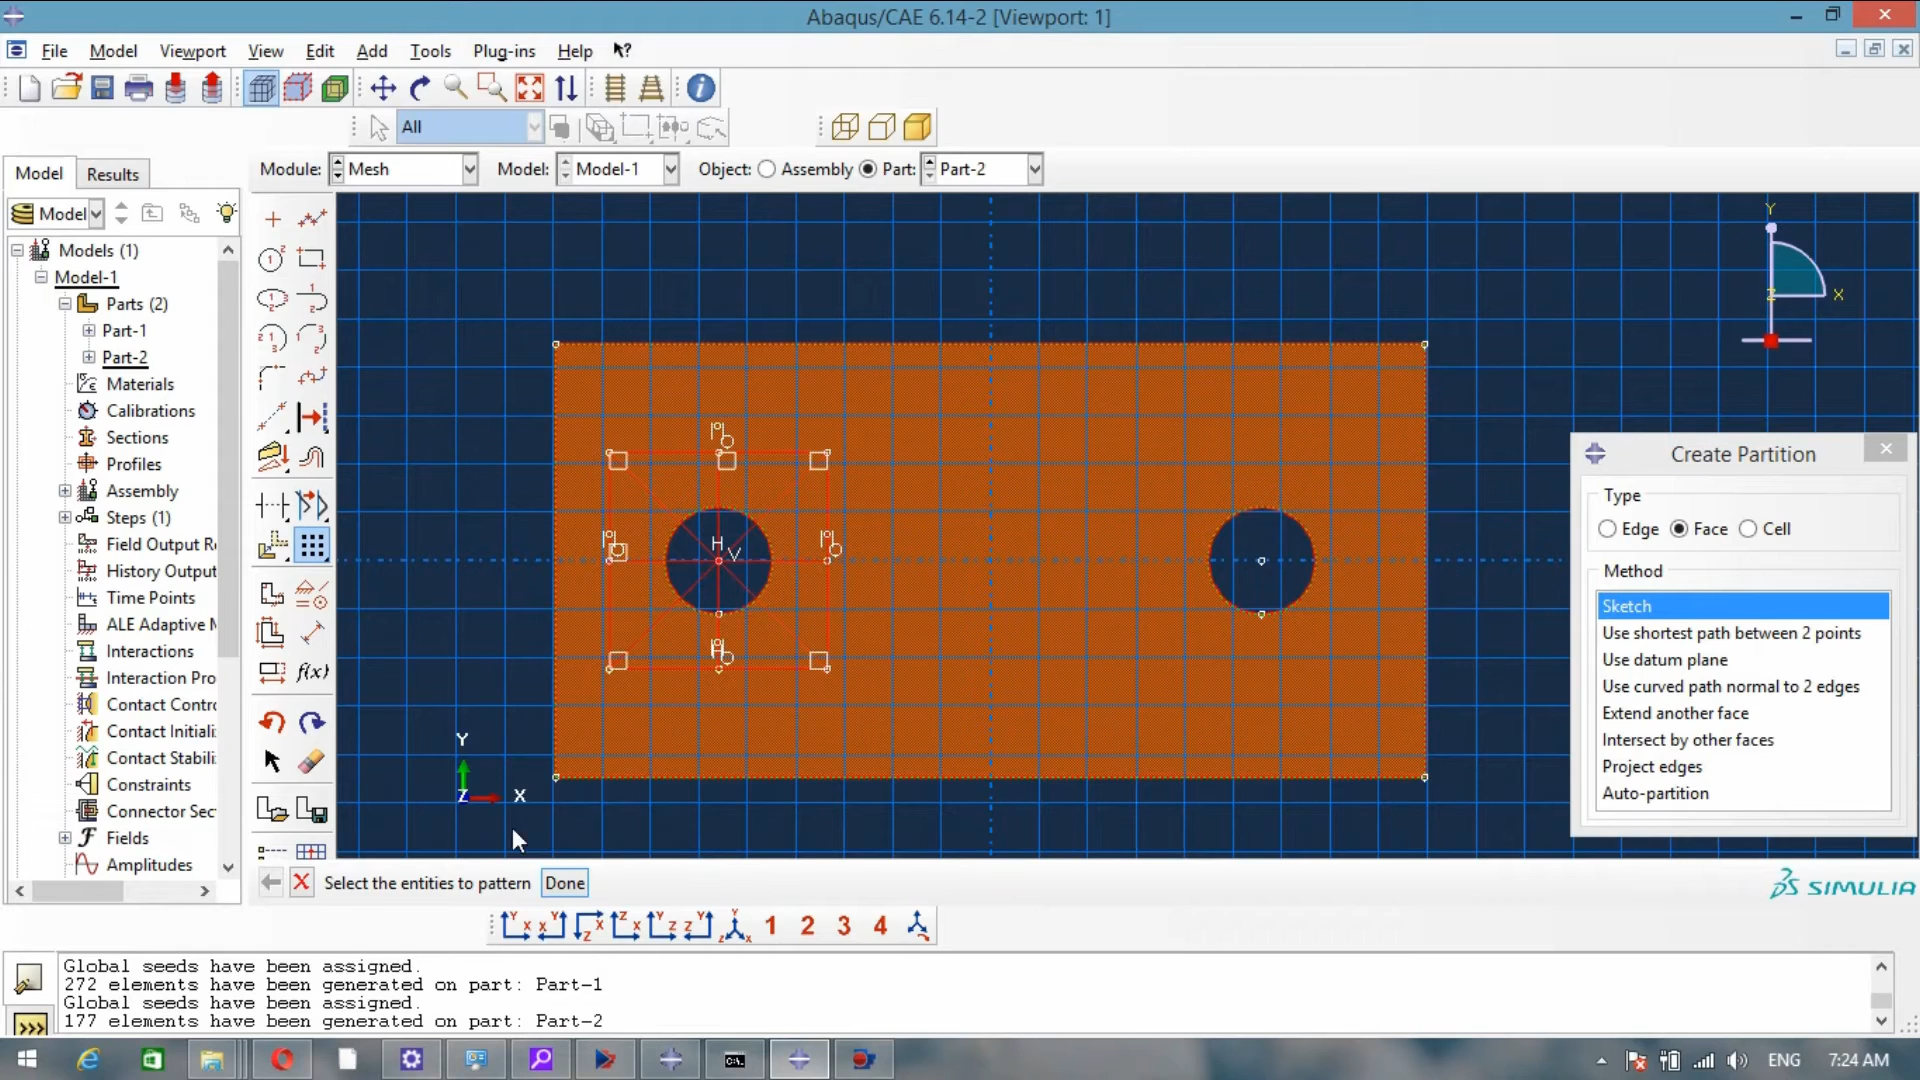 Abaqus/CAE 6.14-2 [Viewport: 1]
File Model Viewport View Edit Add Tools Plug-ins Help
All
Module: Mesh Model: Model-1 Object: Assembly Part: Part-2
Model Results
Model
Models (1)
Model-1
Parts (2)
Part-1
Part-2
Materials
Calibrations
Sections
Profiles
Assembly
Steps (1)
Field Output Re
History Output
Time Points
ALE Adaptive M
Interactions
Interaction Pro
Contact Contro
Contact Initiali
Contact Stabili
Constraints
Connector Sec
Fields
Amplitudes
f(x)
Y
X
Z
H
V
H
Y
Z
X
Create Partition
Type
Edge Face Cell
Method
Sketch
Use shortest path between 2 points
Use datum plane
Use curved path normal to 2 edges
Extend another face
Intersect by other faces
Project edges
Auto-partition
Select the entities to pattern Done
SIMULIA
1 2 3 4
Global seeds have been assigned.
272 elements have been generated on part: Part-1
Global seeds have been assigned.
177 elements have been generated on part: Part-2
>>>
ENG 7:24 AM